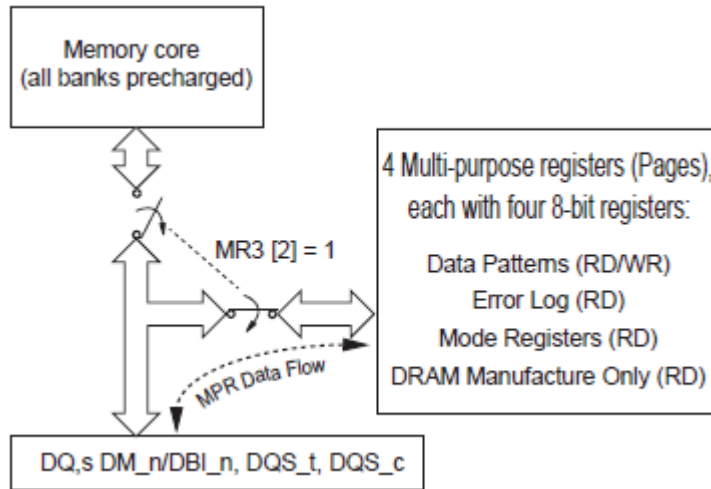 Memory core
(all banks precharged)
4 Multi-purpose registers (Pages),
each with four 8-bit registers:
Data Patterns (RD/WR)
Error Log (RD)
Mode Registers (RD)
DRAM Manufacture Only (RD)
MR3 [2] = 1
MPR Data Flow
DQ,s DM_n/DBI_n, DQS_t, DQS_c